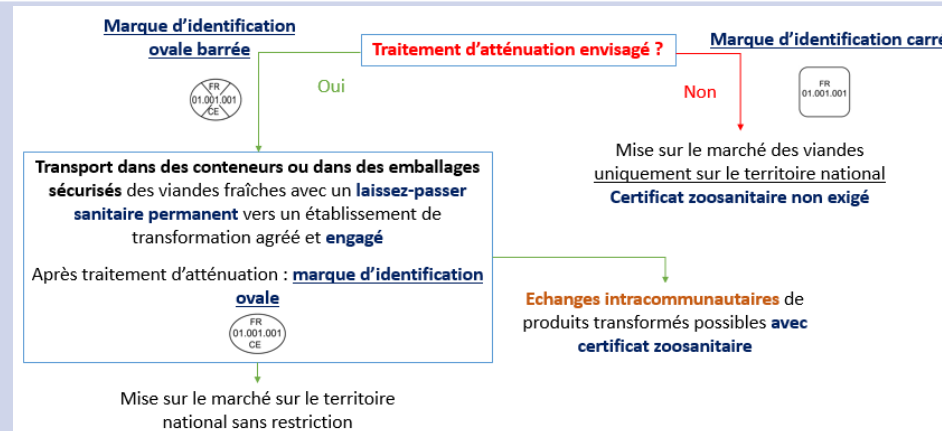 Marque d’identification
ovale barrée
FR
01.001.001
CE
Traitement d’atténuation envisagé ?
Marque d’identification carré
FR
01.001.001
Oui
Non
Transport dans des conteneurs ou dans des emballages
sécurisés des viandes fraîches avec un laissez-passer
sanitaire permanent vers un établissement de
transformation agréé et engagé
Après traitement d’atténuation : marque d’identification
ovale
FR
01.001.001
CE
Mise sur le marché des viandes
uniquement sur le territoire national
Certificat zoosanitaire non exigé
Echanges intracommunautaires de
produits transformés possibles avec
certificat zoosanitaire
Mise sur le marché sur le territoire
national sans restriction